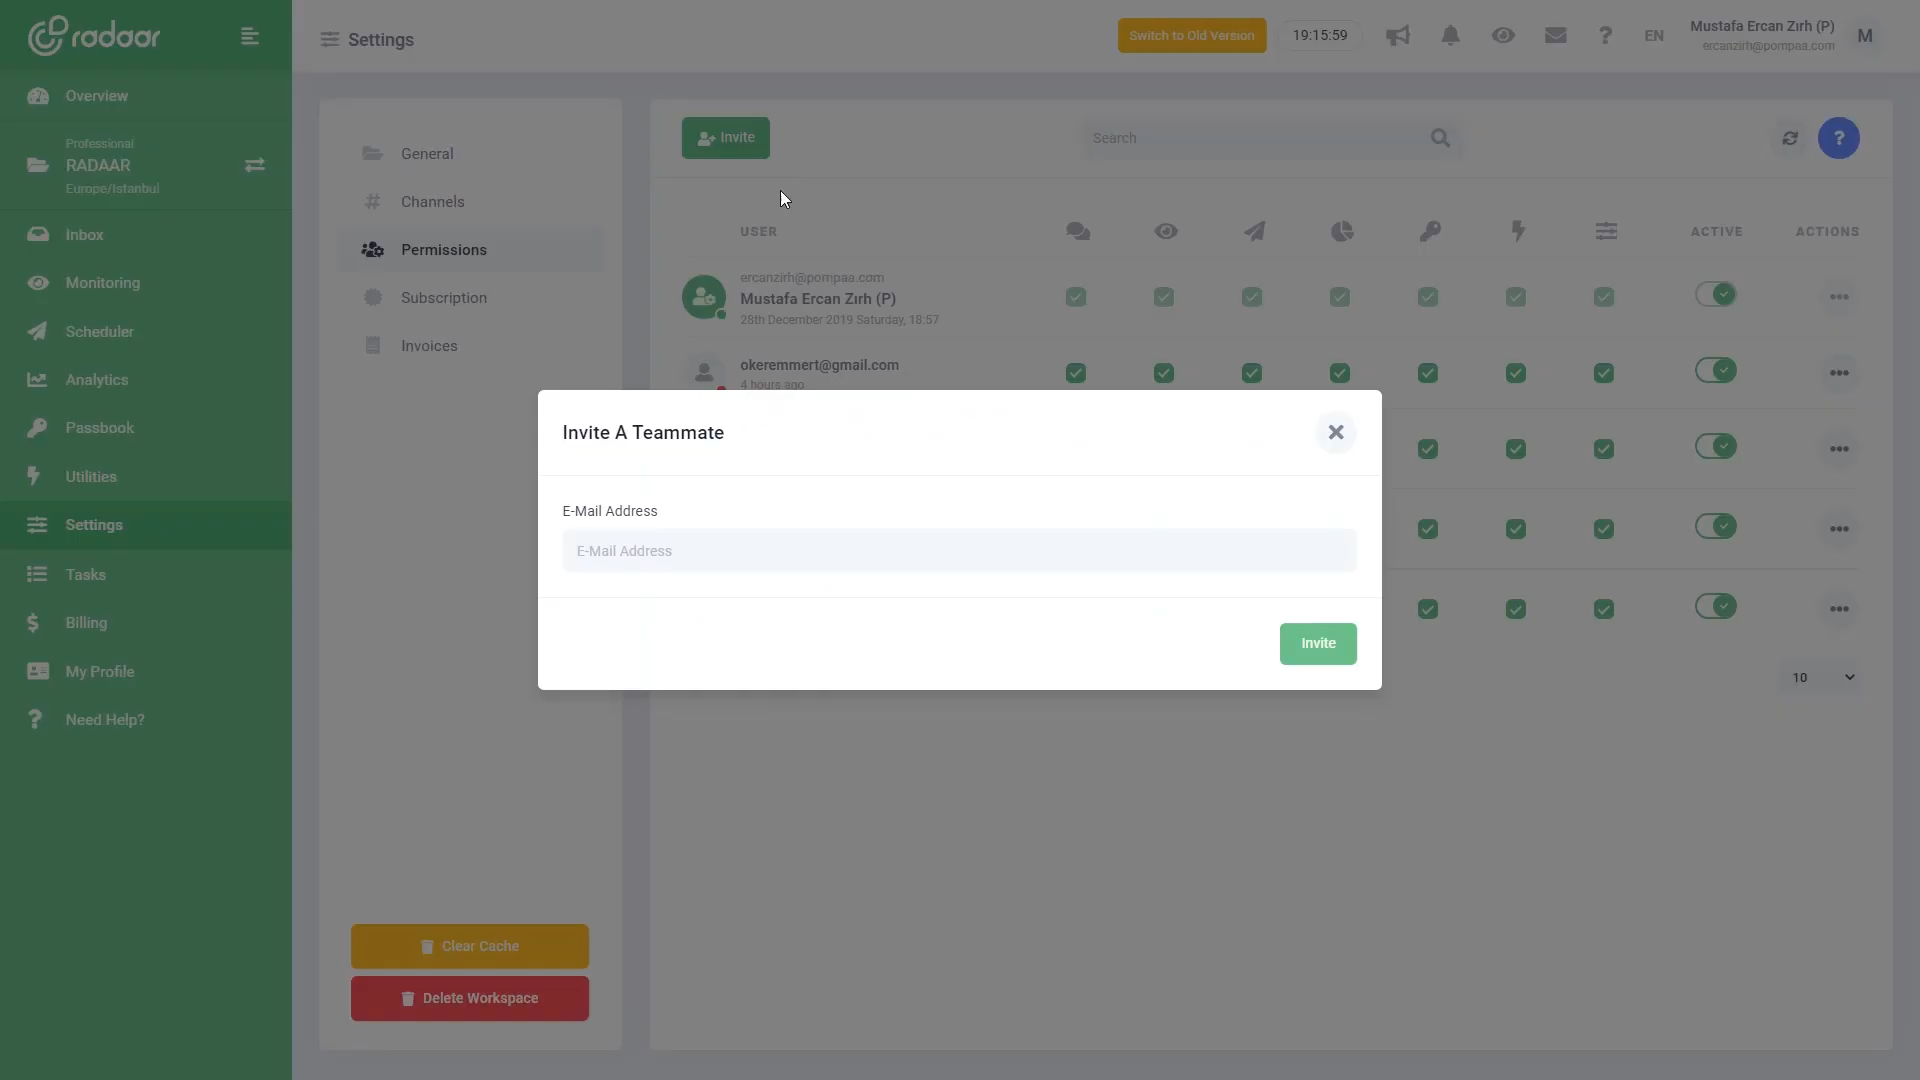 radaar
Overview
Professional
RADAAR
Europe/Istanbul
Inbox
Monitoring
Scheduler
Analytics
Passbook
Utilities
Settings
Tasks
Billing
My Profile
Need Help?
Settings
Switch to Old Version
19:15:59
EN
Mustafa Ercan Zırh (P)
ercanzirh@pompaa.com
M
General
Channels
Permissions
Subscription
Invoices
Clear Cache
Delete Workspace
Invite
Search
?
USER
ACTIVE
ACTIONS
ercanzirh@pompaa.com
Mustafa Ercan Zırh (P)
28th December 2019 Saturday, 18:57
okeremmert@gmail.com
4 hours ago
10
Invite A Teammate
E-Mail Address
E-Mail Address
Invite